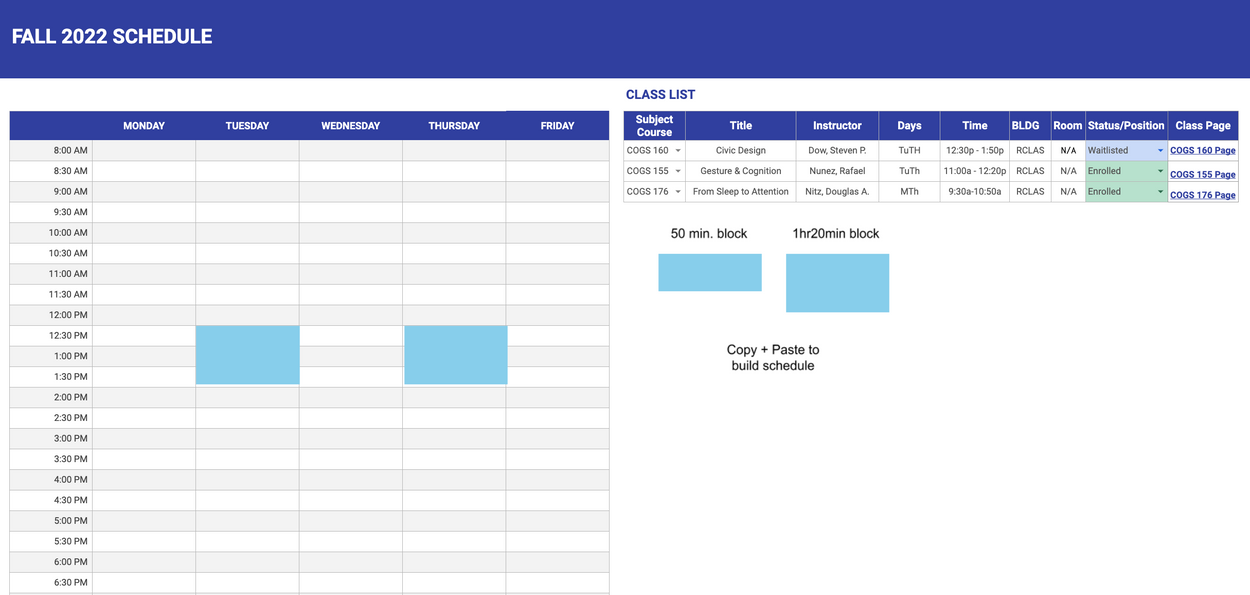 FALL 2022 SCHEDULE
MONDAY TUESDAY WEDNESDAY THURSDAY FRIDAY
8:00 AM
8:30 AM
9:00 AM
9:30 AM
10:00 AM
10:30 AM
11:00 AM
11:30 AM
12:00 PM
12:30 PM
1:00 PM
1:30 PM
2:00 PM
2:30 PM
3:00 PM
3:30 PM
4:00 PM
4:30 PM
5:00 PM
5:30 PM
6:00 PM
6:30 PM
CLASS LIST
Subject Course Title Instructor Days Time BLDG Room Status/Position Class Page
COGS 160 Civic Design Dow, Steven P. TuTH 12:30p - 1:50p RCLAS N/A Waitlisted COGS 160 Page
COGS 155 Gesture & Cognition Nunez, Rafael TuTh 11:00a - 12:20p RCLAS N/A Enrolled COGS 155 Page
COGS 176 From Sleep to Attention Nitz, Douglas A. MTh 9:30a-10:50a RCLAS N/A Enrolled COGS 176 Page
50 min. block 1hr20min block
Copy + Paste to
build schedule